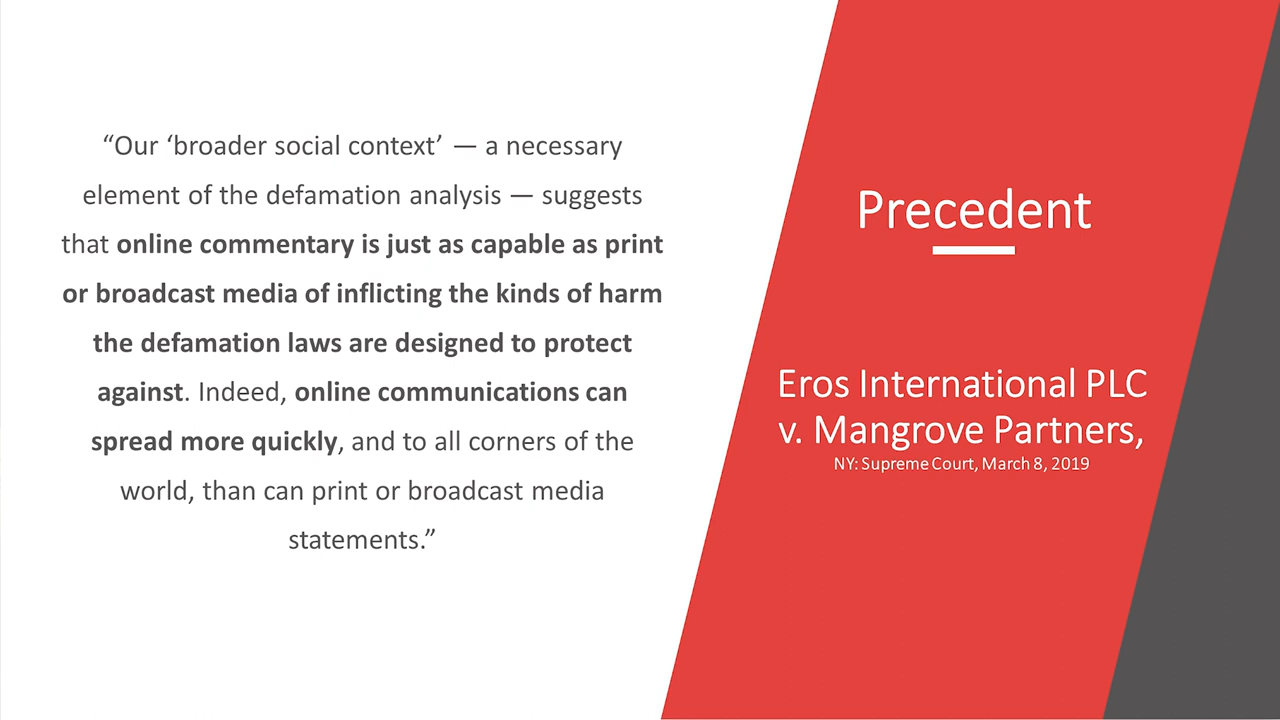 “Our ‘broader social context’ — a necessary
element of the defamation analysis — suggests
that online commentary is just as capable as print
or broadcast media of inflicting the kinds of harm
the defamation laws are designed to protect
against. Indeed, online communications can
spread more quickly, and to all corners of the
world, than can print or broadcast media
statements.”
Precedent
Eros International PLC
v. Mangrove Partners,
NY: Supreme Court, March 8, 2019